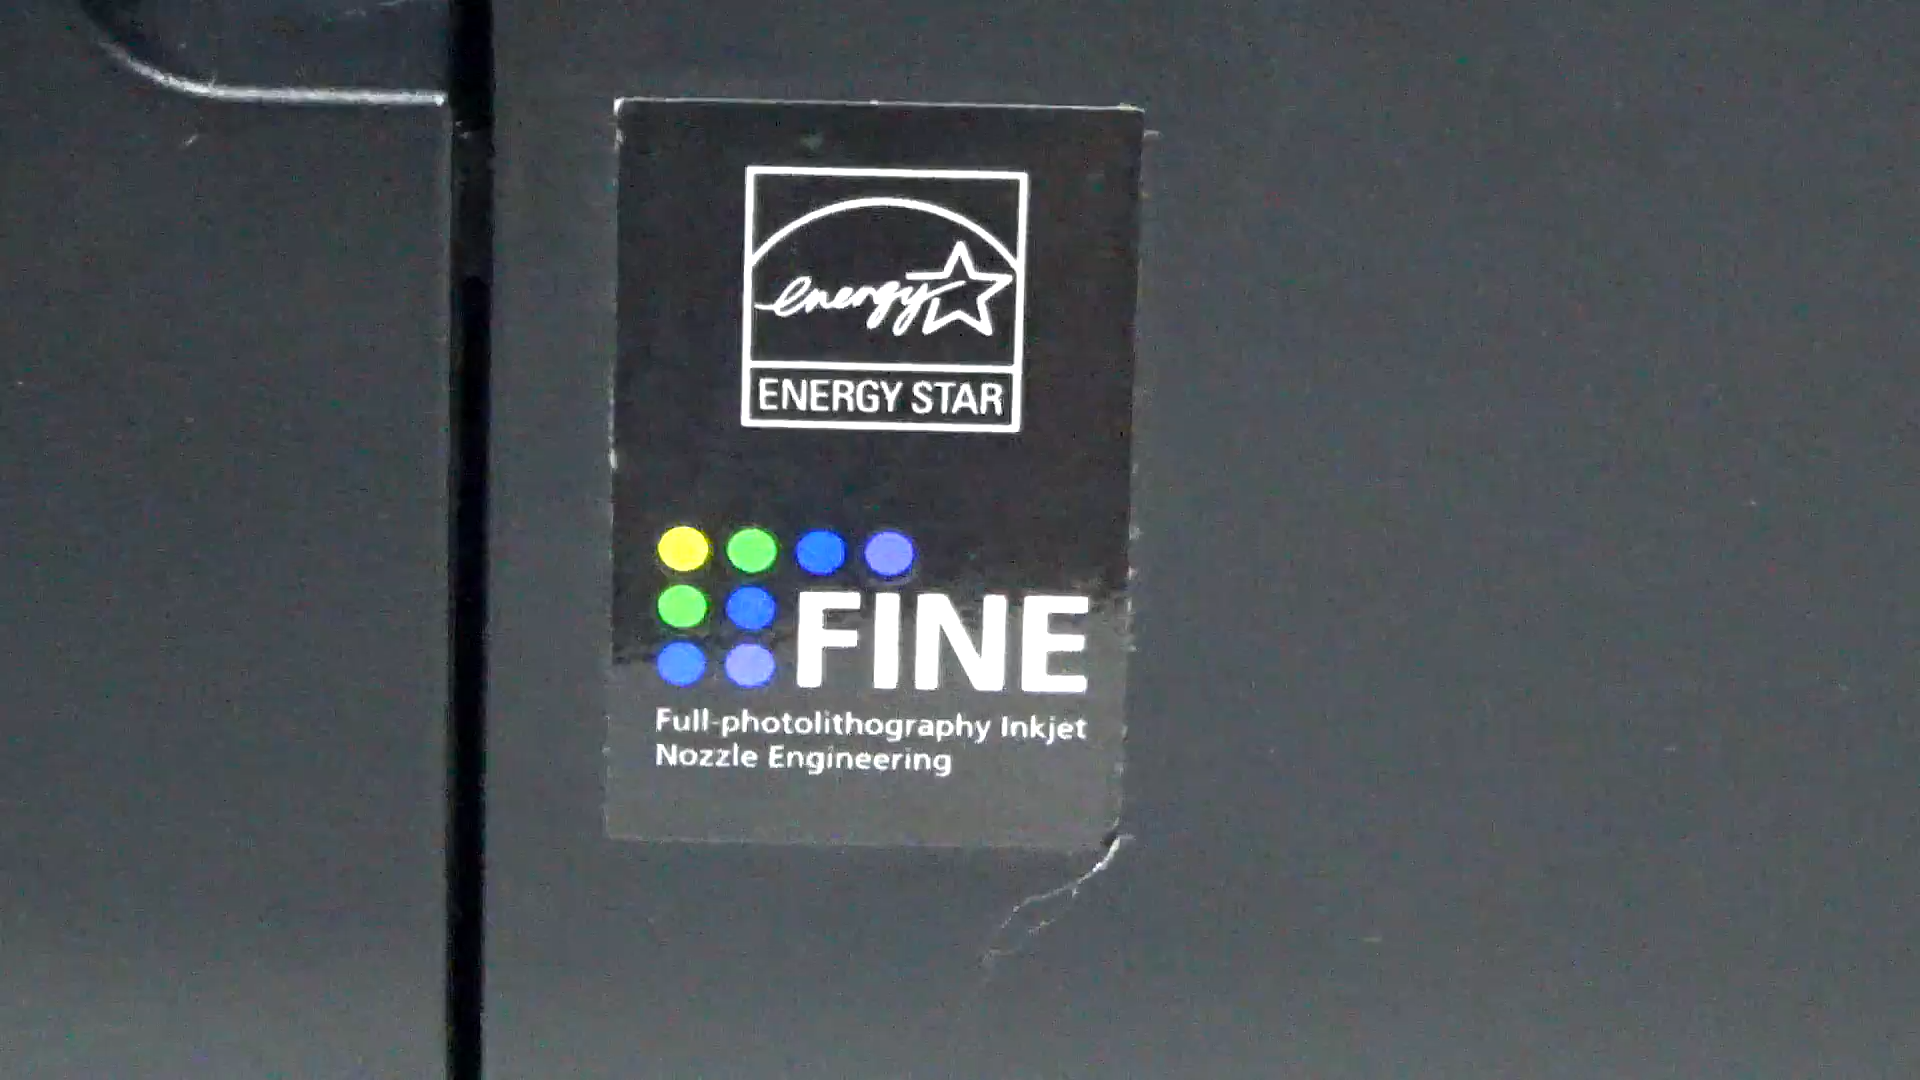 energy
ENERGY STAR
FINE
Full-photolithography Inkjet
Nozzle Engineering